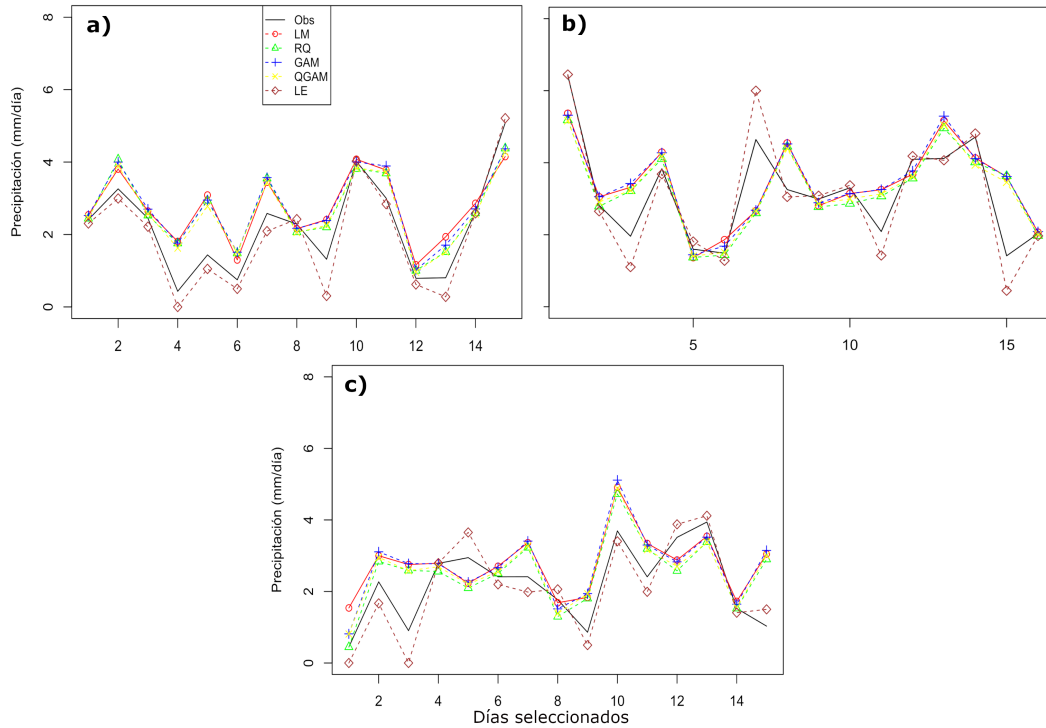 a)
Obs
LM
RQ
GAM
QGAM
LE
Precipitación (mm/día)
0 2 4 6 8
2 4 6 8 10 12 14
b)
5 10 15
c)
Precipitación (mm/día)
0 2 4 6 8
2 4 6 8 10 12 14
Días seleccionados